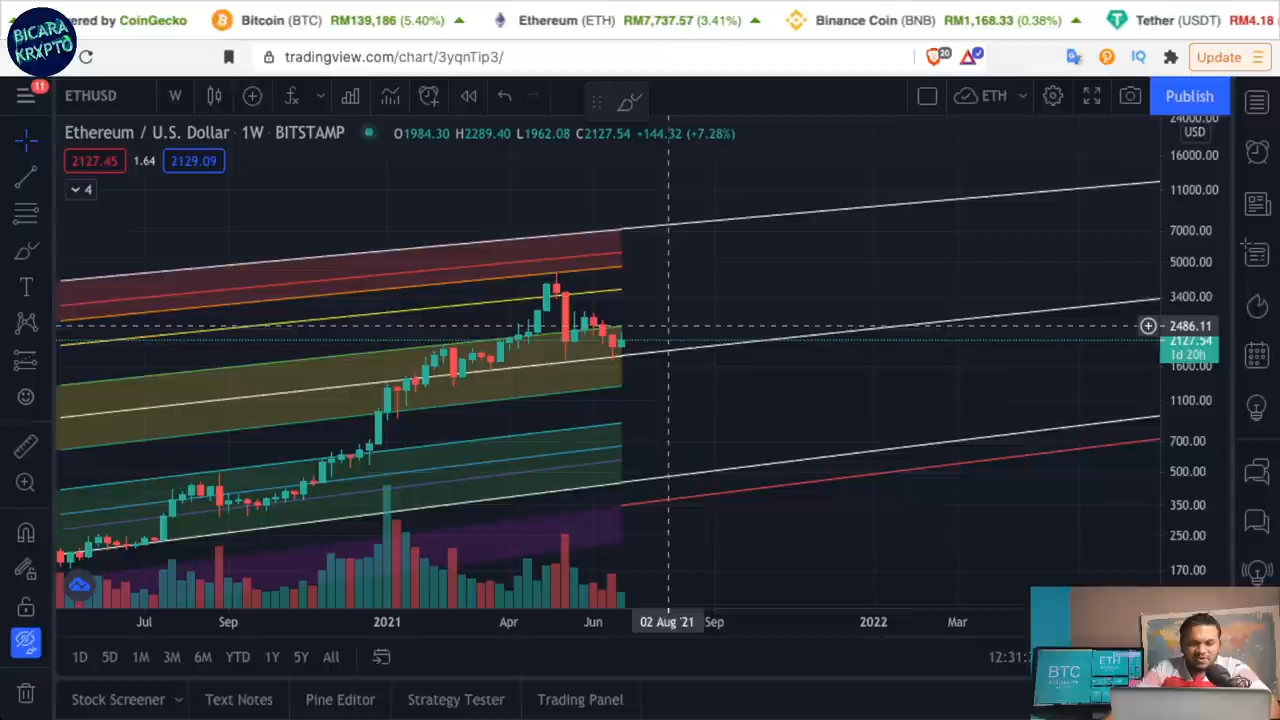 Powered by CoinGecko Bitcoin (BTC) RM139,186 (5.40%) Ethereum (ETH) RM7,737.57 (3.41%) Binance Coin (BNB) RM1,168.33 (0.38%) Tether (USDT) RM4.18
BICARA
KRYPTO
tradingview.com/chart/3yqnTip3/ 20 IQ Update
11 ETHUSD W ETH Publish
Ethereum / U.S. Dollar 1W BITSTAMP O1984.30 H2289.40 L1962.08 C2127.54 +144.32 (+7.28%)
2127.45 1.64 2129.09
4
24000.00
USD
16000.00
11000.00
7000.00
5000.00
3400.00
2486.11
2127.54
1d 20h
1600.00
1100.00
700.00
500.00
350.00
250.00
170.00
Jul Sep 2021 Apr Jun 02 Aug '21 Sep 2022 Mar
1D 5D 1M 3M 6M YTD 1Y 5Y All 12:31:
BTC ETH
Stock Screener Text Notes Pine Editor Strategy Tester Trading Panel